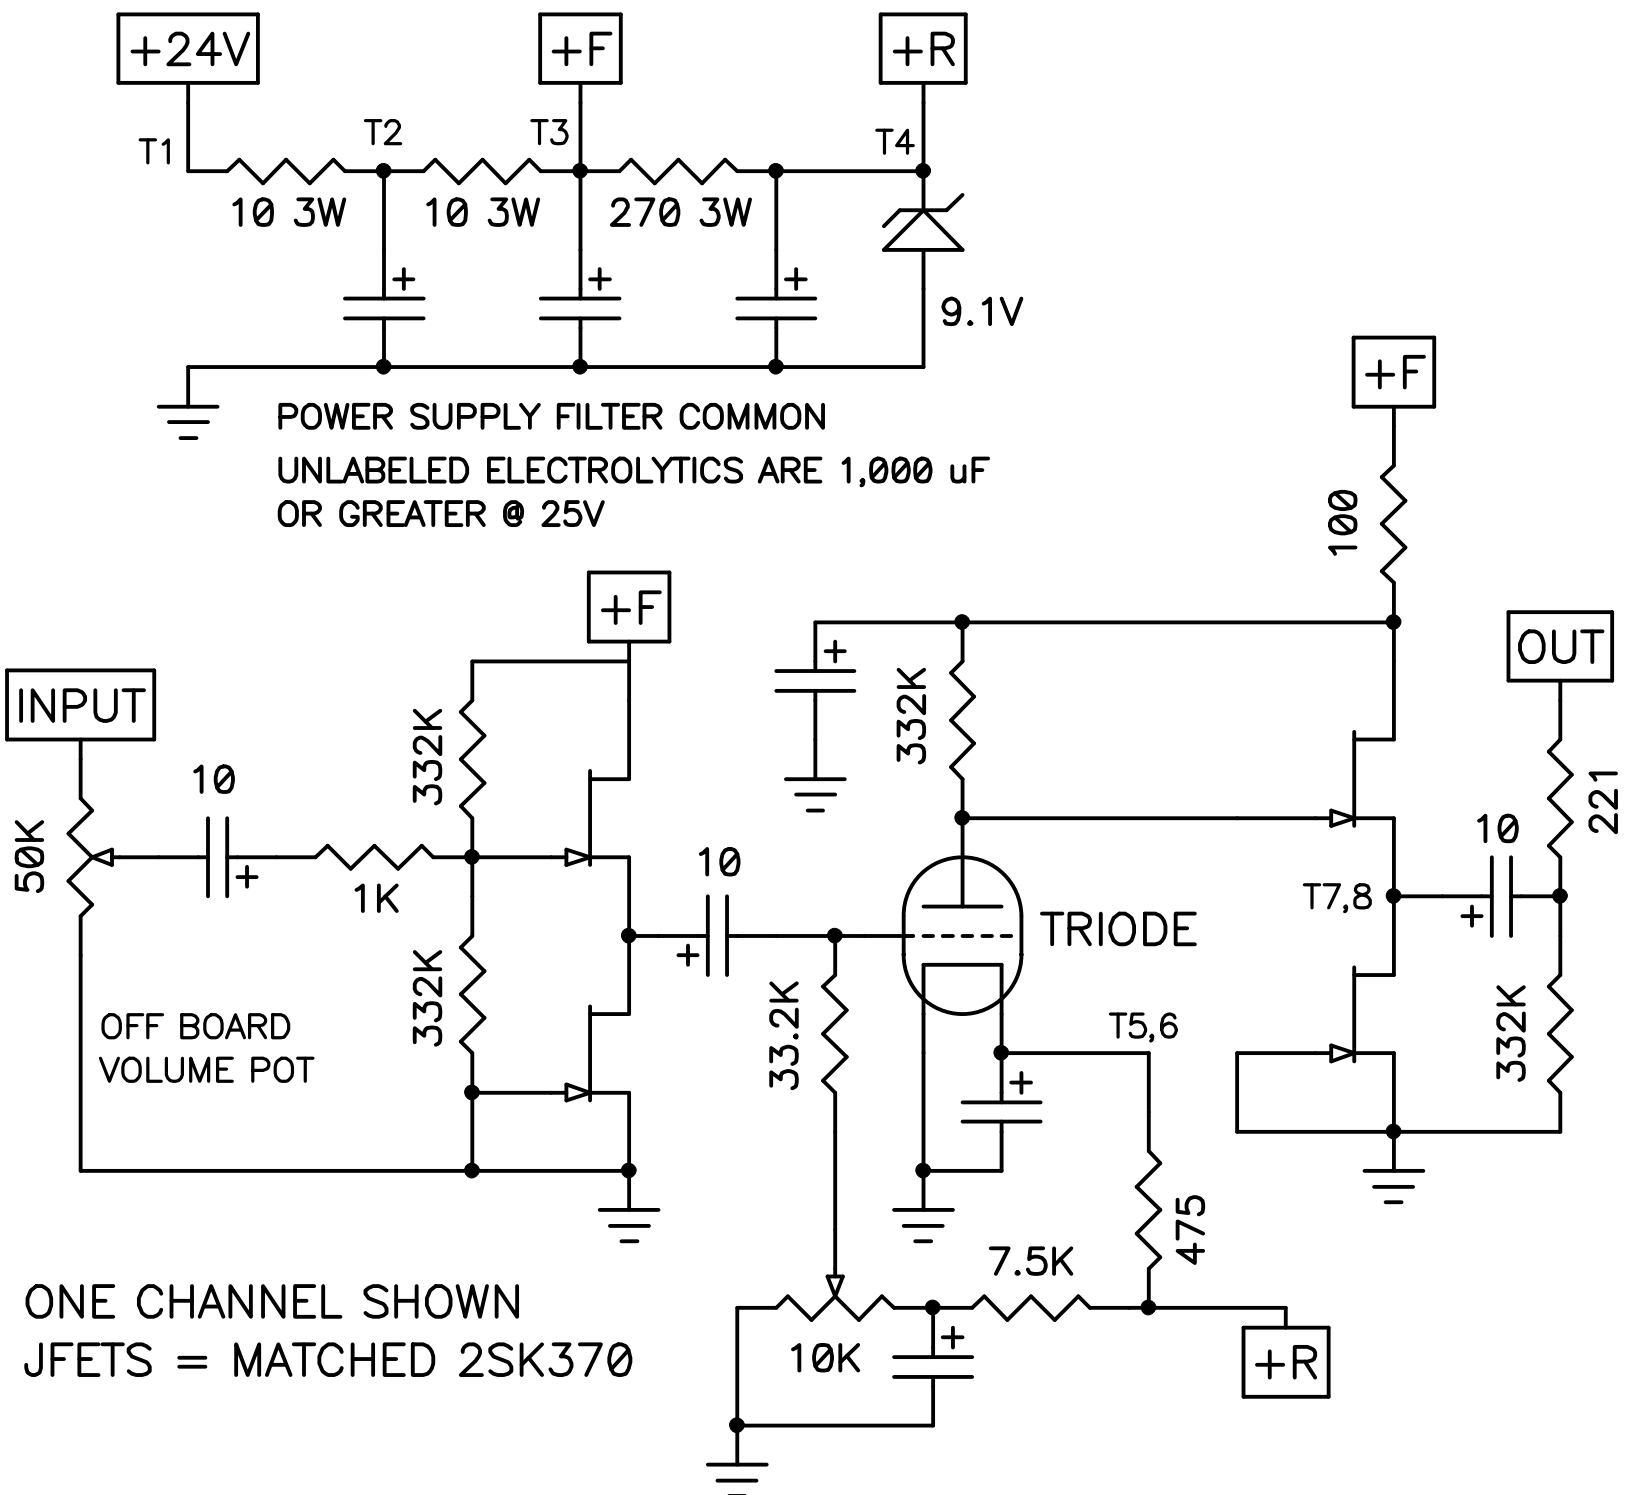 +24V
+F
+R
T1
T2
T3
T4
10 3W
10 3W
270 3W
+
+
+
9.1V
POWER SUPPLY FILTER COMMON
UNLABELED ELECTROLYTICS ARE 1,000 uF
OR GREATER @ 25V
+F
100
+F
INPUT
50K
10
+
1K
332K
332K
OFF BOARD
VOLUME POT
10
+
+
332K
TRIODE
33.2K
T5,6
+
475
7.5K
10K
+
+R
T7,8
10
+
OUT
221
332K
ONE CHANNEL SHOWN
JFETS = MATCHED 2SK370